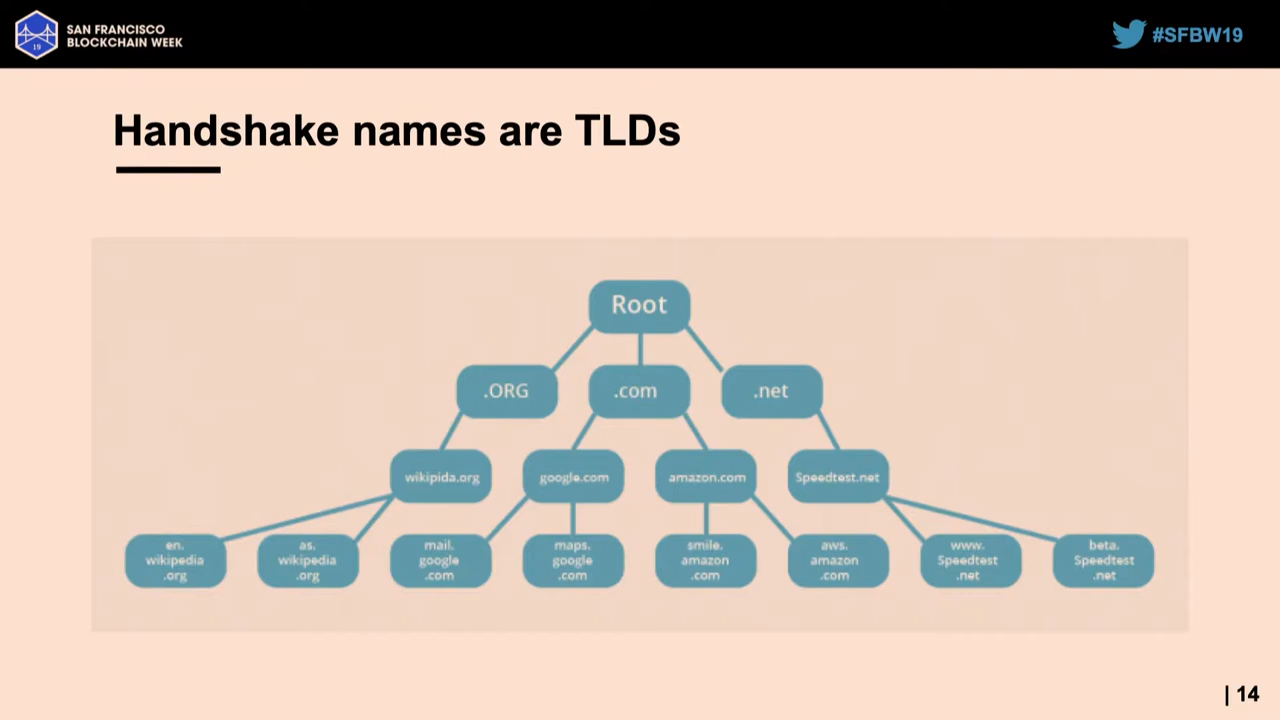 SAN FRANCISCO
BLOCKCHAIN WEEK
19
#SFBW19
Handshake names are TLDs
Root
.ORG
.com
.net
wikipida.org
google.com
amazon.com
Speedtest.net
en.
wikipedia
.org
as.
wikipedia
.org
mail.
google
.com
maps.
google
.com
smile.
amazon
.com
aws.
amazon
.com
www.
Speedtest
.net
beta.
Speedtest
.net
| 14